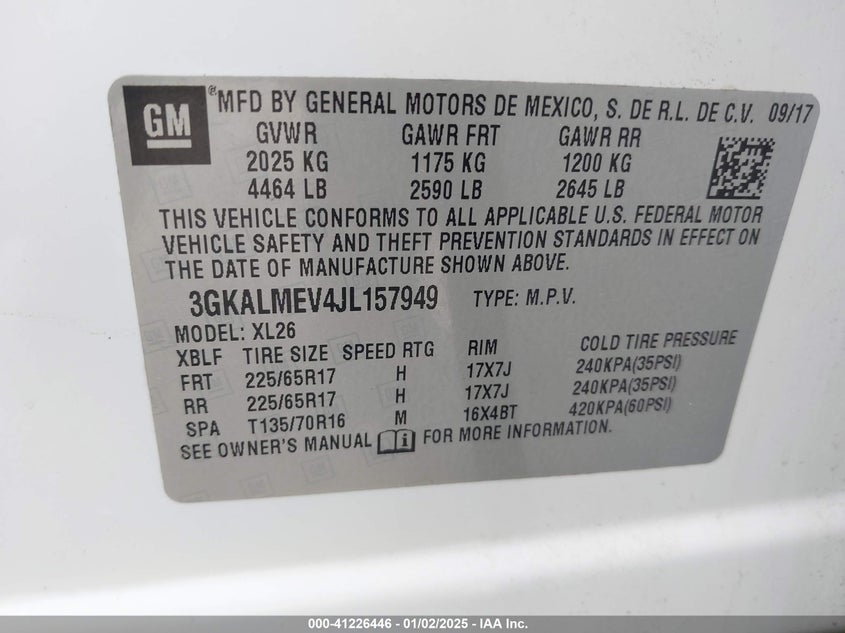 GM
® MFD BY GENERAL MOTORS DE MEXICO, S. DE R.L. DE C.V. 09/17
GVWR GAWR FRT GAWR RR
2025 KG 1175 KG 1200 KG
4464 LB 2590 LB 2645 LB
THIS VEHICLE CONFORMS TO ALL APPLICABLE U.S. FEDERAL MOTOR
VEHICLE SAFETY AND THEFT PREVENTION STANDARDS IN EFFECT ON
THE DATE OF MANUFACTURE SHOWN ABOVE.
3GKALMEV4JL157949 TYPE: M.P.V.
MODEL: XL26
XBLF TIRE SIZE SPEED RTG RIM COLD TIRE PRESSURE
FRT 225/65R17 H 17X7J 240KPA(35PSI)
RR 225/65R17 H 17X7J 240KPA(35PSI)
SPA T135/70R16 M 16X4BT 420KPA(60PSI)
SEE OWNER'S MANUAL FOR MORE INFORMATION.
000-41226446 - 01/02/2025 - IAA Inc.